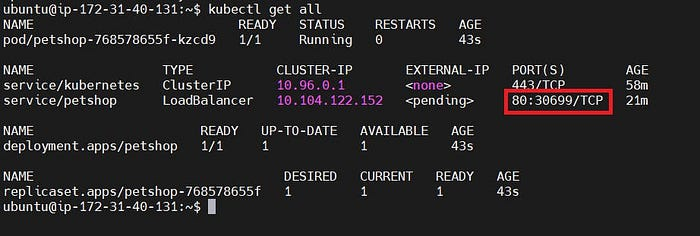 ubuntu@ip-172-31-40-131:~$ kubectl get all
NAME READY STATUS RESTARTS AGE
pod/petshop-768578655f-kzcd9 1/1 Running 0 43s
NAME TYPE CLUSTER-IP EXTERNAL-IP PORT(S) AGE
service/kubernetes ClusterIP 10.96.0.1 <none> 443/TCP 58m
service/petshop LoadBalancer 10.104.122.152 <pending> 80:30699/TCP 21m
NAME READY UP-TO-DATE AVAILABLE AGE
deployment.apps/petshop 1/1 1 1 43s
NAME DESIRED CURRENT READY AGE
replicaset.apps/petshop-768578655f 1 1 1 43s
ubuntu@ip-172-31-40-131:~$